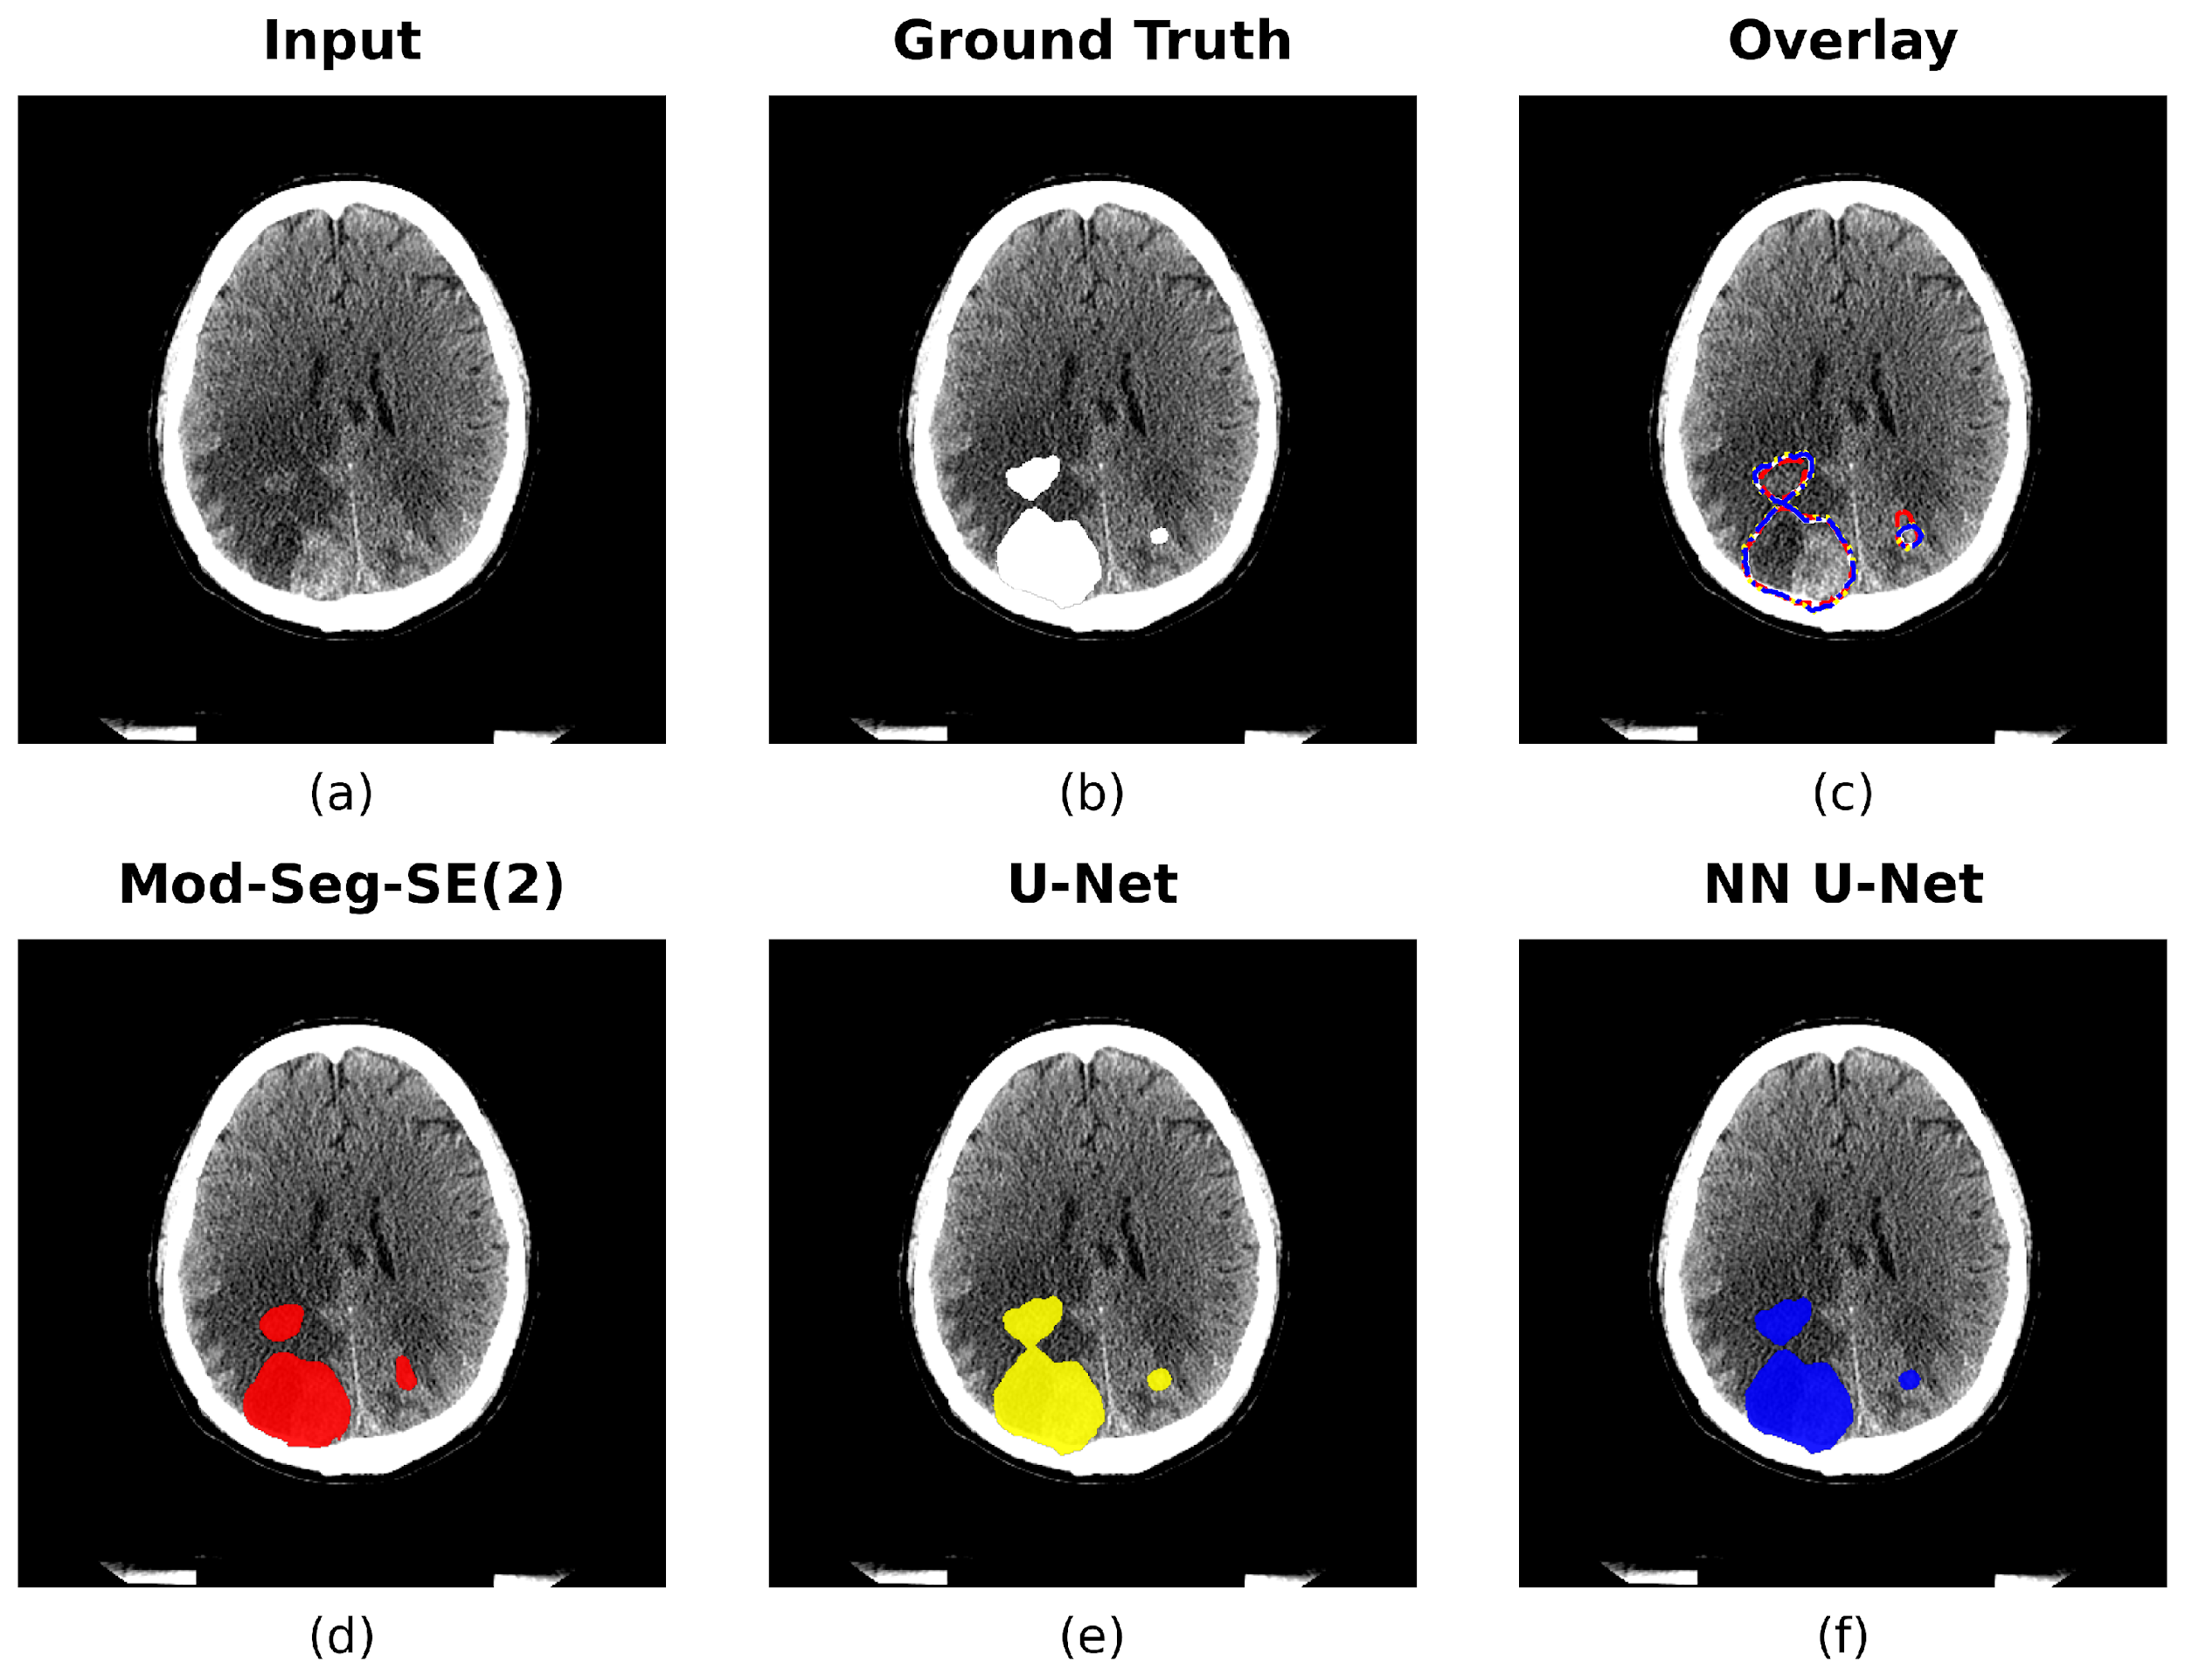 Input
Ground Truth
Overlay
(a)
(b)
(c)
Mod-Seg-SE(2)
U-Net
NN U-Net
(d)
(e)
(f)